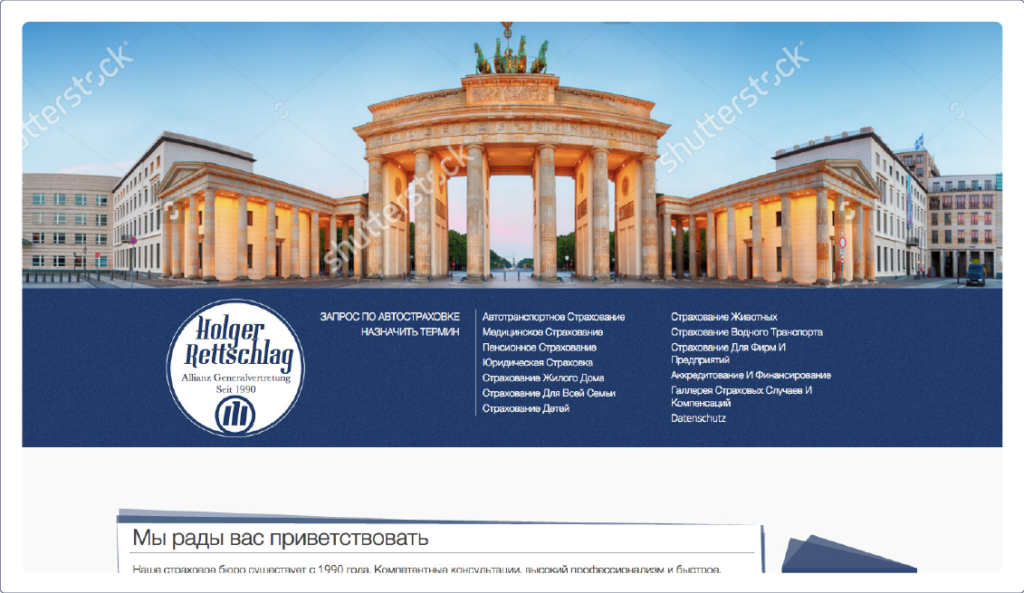 shutterstock
shutterstock
shutterstock
shutterstock
Holger
Rettschlag
Allianz Generalvertretung
Seit 1990
ЗАПРОС ПО АВТОСТРАХОВКЕ
НАЗНАЧИТЬ ТЕРМИН
Автотранспортное Страхование
Медицинское Страхование
Пенсионное Страхование
Юридическая Страховка
Страхование Жилого Дома
Страхование Для Всей Семьи
Страхование Детей
Страхование Животных
Страхование Водного Транспорта
Страхование Для Фирм И
Предприятий
Аккредитование И Финансирование
Галлерея Страховых Случаев И
Компенсаций
Datenschutz
Мы рады вас приветствовать
Наше страховое бюро существует с 1990 года. Компетентные консультации, высокий профессионализм и быстрое,